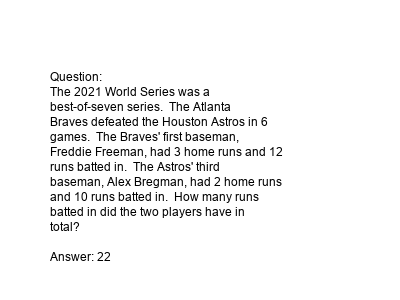 Question:
The 2021 World Series was a
best-of-seven series.  The Atlanta
Braves defeated the Houston Astros in 6
games.  The Braves' first baseman,
Freddie Freeman, had 3 home runs and 12
runs batted in.  The Astros' third
baseman, Alex Bregman, had 2 home runs
and 10 runs batted in.  How many runs
batted in did the two players have in
total?

Answer: 22